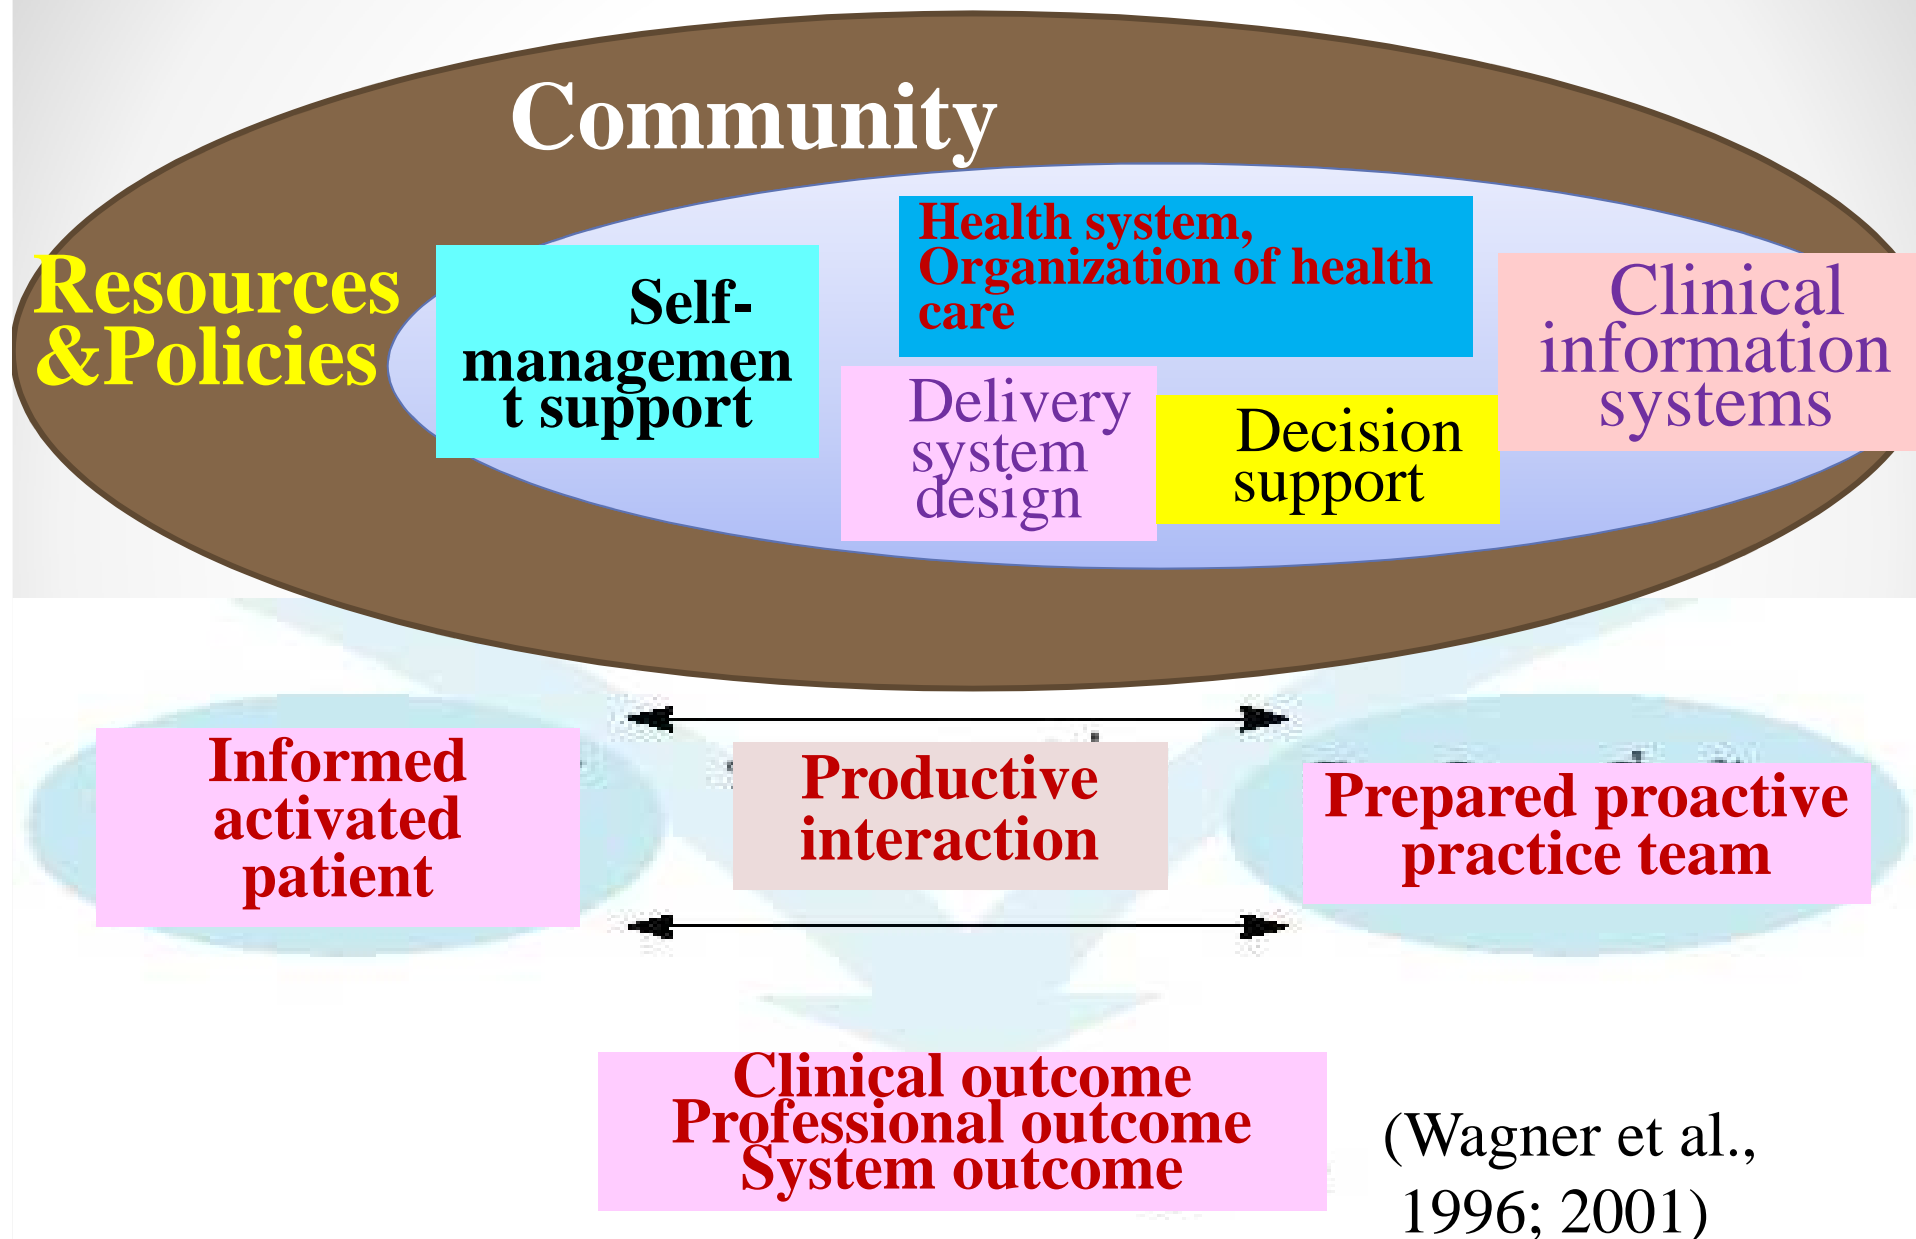 Community
Resources
&Policies
Self-
managemen
t support
Health system,
Organization of health
care
Delivery
system
design
Decision
support
Clinical
information
systems
Informed
activated
patient
Productive
interaction
Prepared proactive
practice team
Clinical outcome
Professional outcome
System outcome
(Wagner et al.,
1996; 2001)